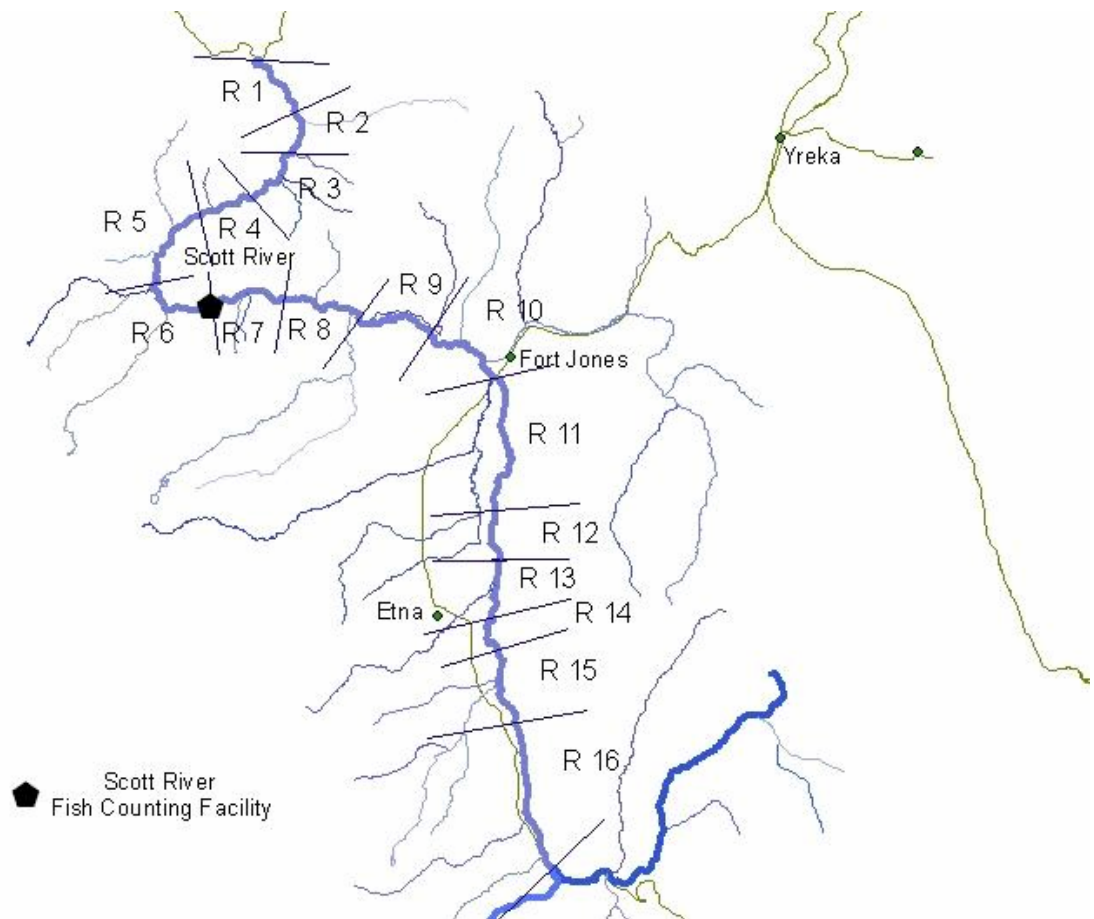 R 1
R 2
Yreka
R 3
R 5
R 4
Scott River
R 9
R 10
R 6
R 7
R 8
Fort Jones
R 11
R 12
R 13
Etna
R 14
R 15
R 16
Scott River
Fish Counting Facility